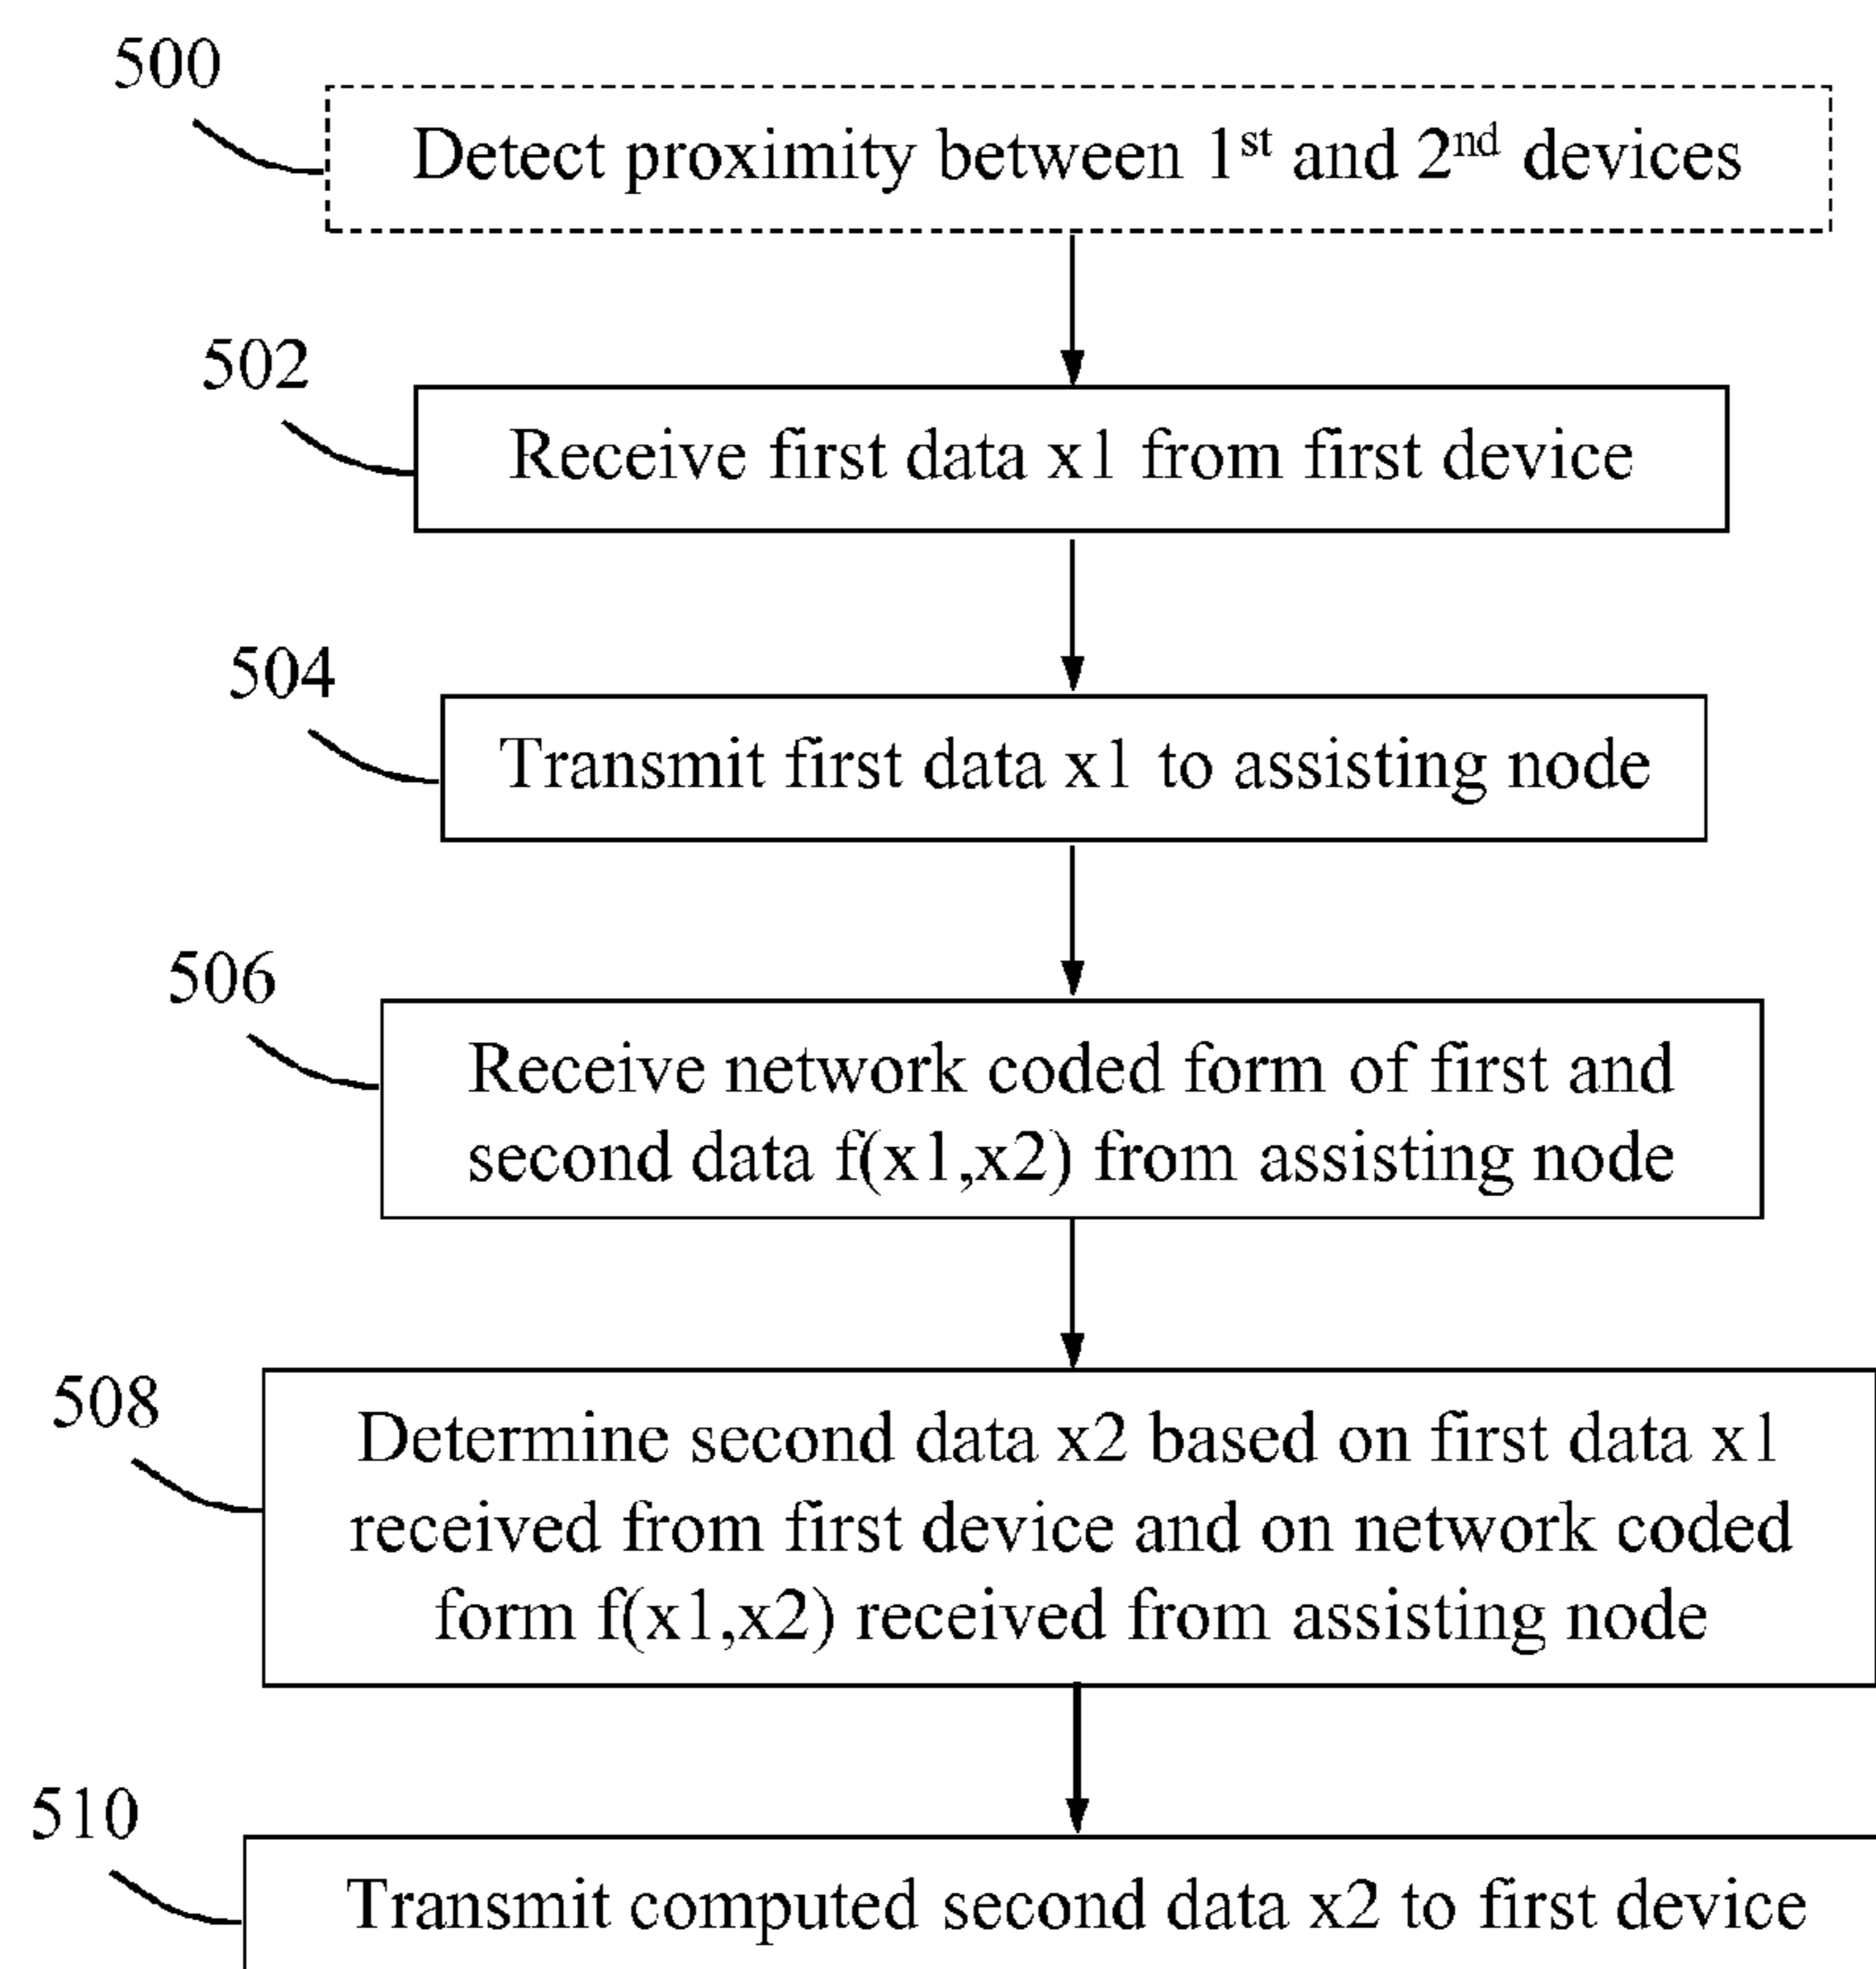 500
Detect proximity between 1st and 2nd devices
502
Receive first data x1 from first device
504
Transmit first data x1 to assisting node
506
Receive network coded form of first and
second data f(x1,x2) from assisting node
508
Determine second data x2 based on first data x1
received from first device and on network coded
form f(x1,x2) received from assisting node
510
Transmit computed second data x2 to first device